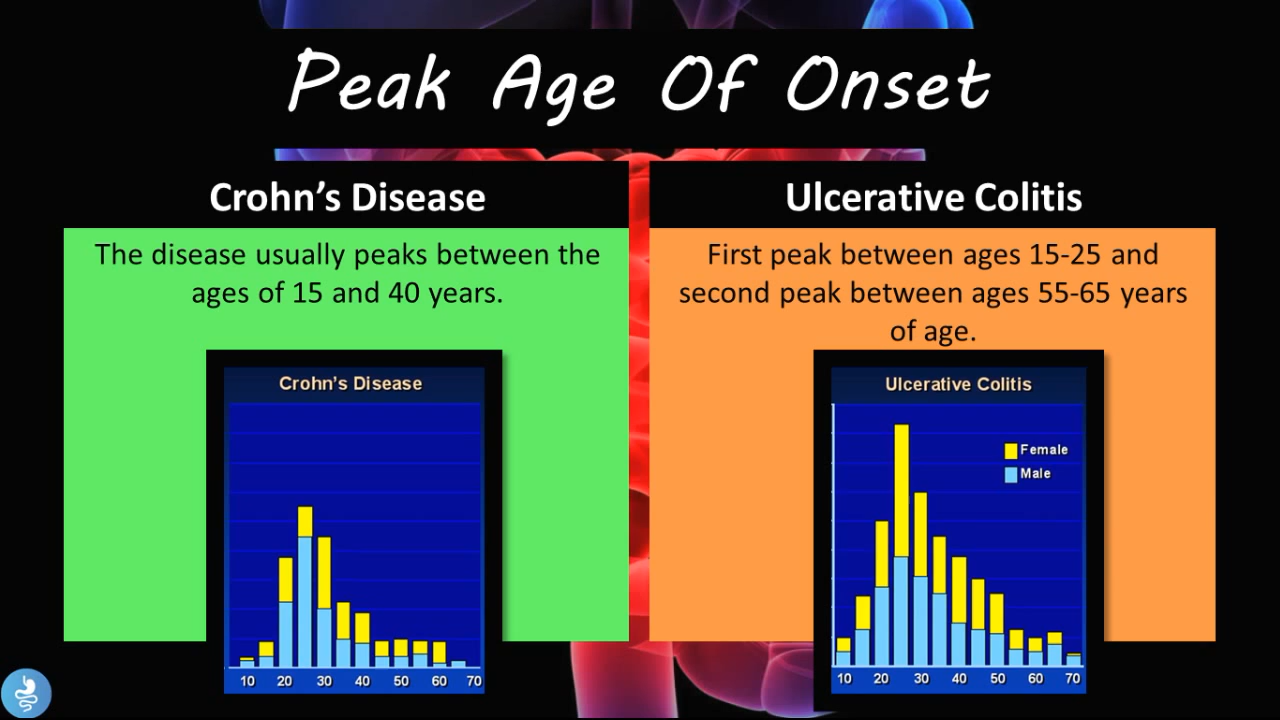 Peak Age Of Onset
Crohn’s Disease
The disease usually peaks between the
ages of 15 and 40 years.
Crohn’s Disease
10 20 30 40 50 60 70
Ulcerative Colitis
First peak between ages 15-25 and
second peak between ages 55-65 years
of age.
Ulcerative Colitis
Female
Male
10 20 30 40 50 60 70